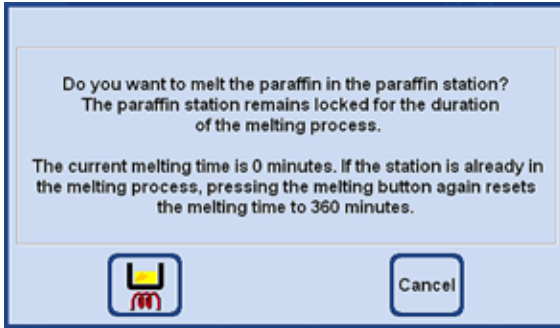 Do you want to melt the paraffin in the paraffin station?
The paraffin station remains locked for the duration
of the melting process.
The current melting time is 0 minutes. If the station is already in
the melting process, pressing the melting button again resets
the melting time to 360 minutes.
Cancel